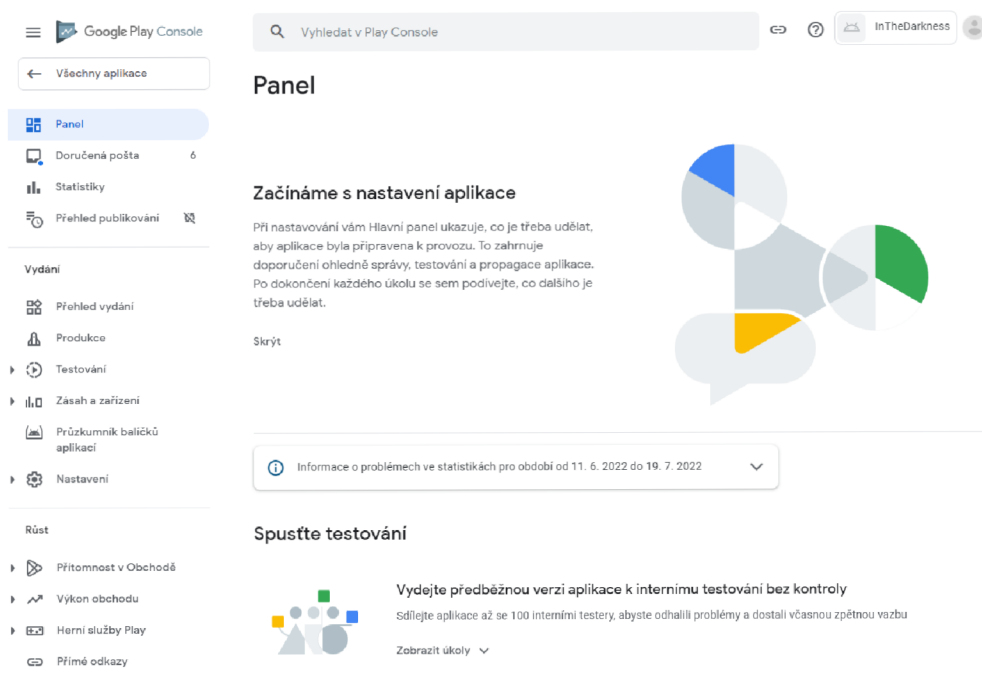 Google Play Console
Vyhledat v Play Console
InTheDarkness
Všechny aplikace
Panel
Doručená pošta 6
Statistiky
Přehled publikování
Vydání
Přehled vydání
Produkce
Testování
Zásah a zařízení
Průzkumník balíčků
aplikací
Nastavení
Růst
Přítomnost v Obchodě
Výkon obchodu
Herní služby Play
Přímé odkazy
Panel
Začínáme s nastavení aplikace
Při nastavování vám Hlavní panel ukazuje, co je třeba udělat,
aby aplikace byla připravena k provozu. To zahrnuje
doporučení ohledně správy, testování a propagace aplikace.
Po dokončení každého úkolu se sem podívejte, co dalšího je
třeba udělat.
Skrýt
Informace o problémech ve statistikách pro období od 11. 6. 2022 do 19. 7. 2022
Spusťte testování
Vydejte předběžnou verzi aplikace k internímu testování bez kontroly
Sdílejte aplikace až se 100 interními testery, abyste odhalili problémy a dostali včasnou zpětnou vazbu
Zobrazit úkoly